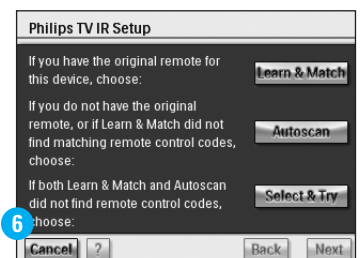 Philips TV IR Setup
If you have the original remote for
this device, choose:
Learn & Match
If you do not have the original
remote, or if Learn & Match did not
find matching remote control codes,
choose:
Autoscan
If both Learn & Match and Autoscan
did not find remote control codes,
choose:
Select & Try
6
Cancel ? Back Next